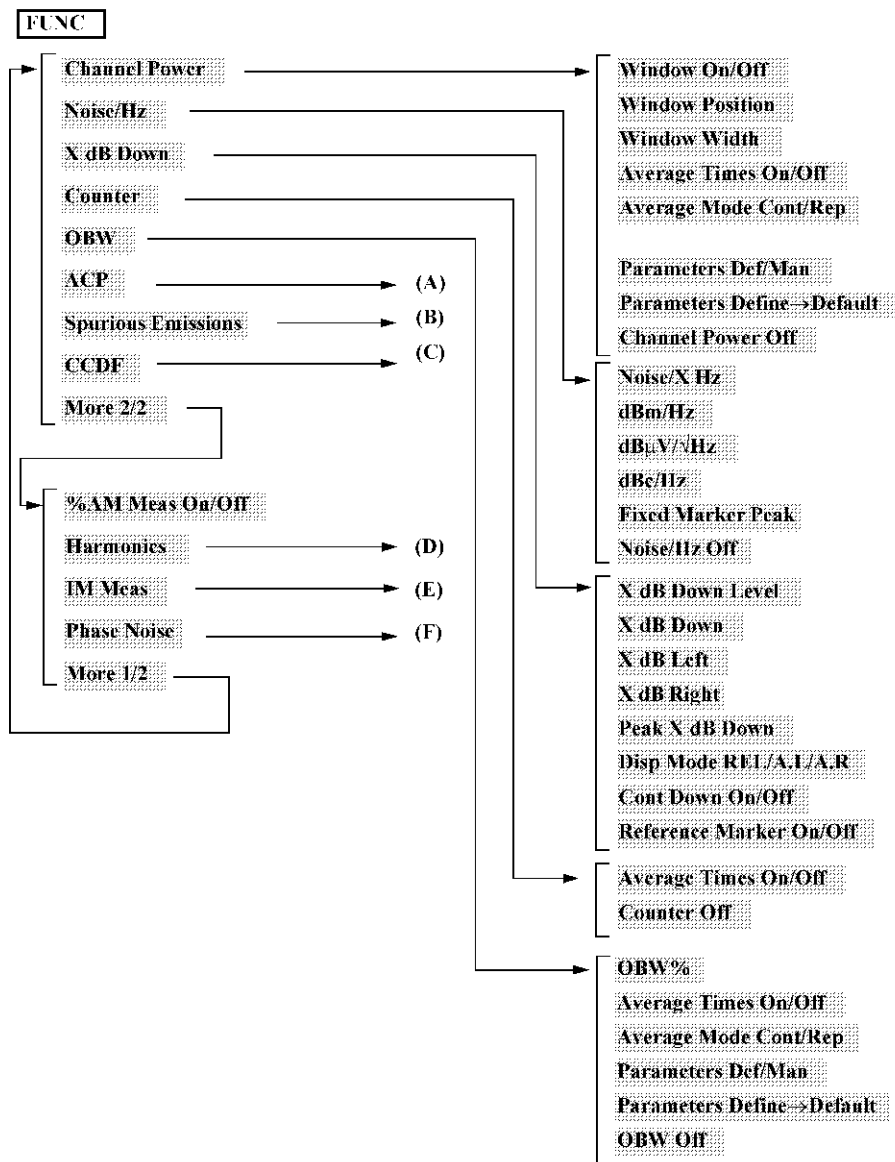 FUNC
Channel Power
Noise/Hz
X dB Down
Counter
OBW
ACP
(A)
Spurious Emissions
(B)
CCDF
(C)
More 2/2
%AM Meas On/Off
Harmonics
(D)
IM Meas
(E)
Phase Noise
(F)
More 1/2
Window On/Off
Window Position
Window Width
Average Times On/Off
Average Mode Cont/Rep
Parameters Def/Man
Parameters Define→Default
Channel Power Off
Noise/X Hz
dBm/Hz
dBμV/√Hz
dBc/Hz
Fixed Marker Peak
Noise/Hz Off
X dB Down Level
X dB Down
X dB Left
X dB Right
Peak X dB Down
Disp Mode REL/A.L/A.R
Cont Down On/Off
Reference Marker On/Off
Average Times On/Off
Counter Off
OBW%
Average Times On/Off
Average Mode Cont/Rep
Parameters Def/Man
Parameters Define→Default
OBW Off